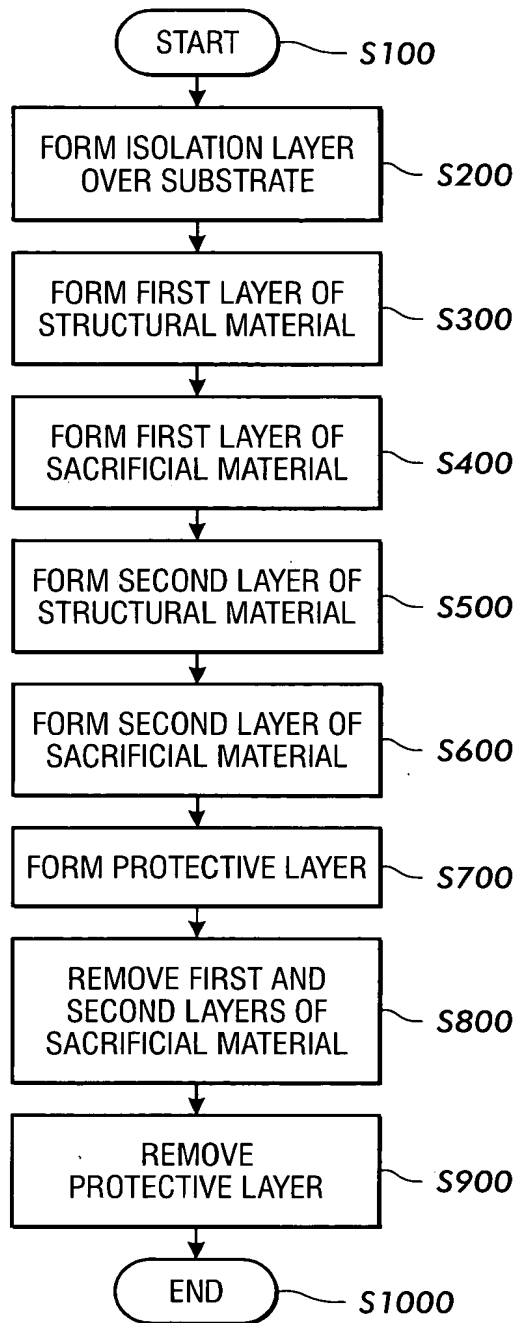 START
S100
FORM ISOLATION LAYER
OVER SUBSTRATE
S200
FORM FIRST LAYER OF
STRUCTURAL MATERIAL
S300
FORM FIRST LAYER OF
SACRIFICIAL MATERIAL
S400
FORM SECOND LAYER OF
STRUCTURAL MATERIAL
S500
FORM SECOND LAYER OF
SACRIFICIAL MATERIAL
S600
FORM PROTECTIVE LAYER
S700
REMOVE FIRST AND
SECOND LAYERS OF
SACRIFICIAL MATERIAL
S800
REMOVE
PROTECTIVE LAYER
S900
END
S1000